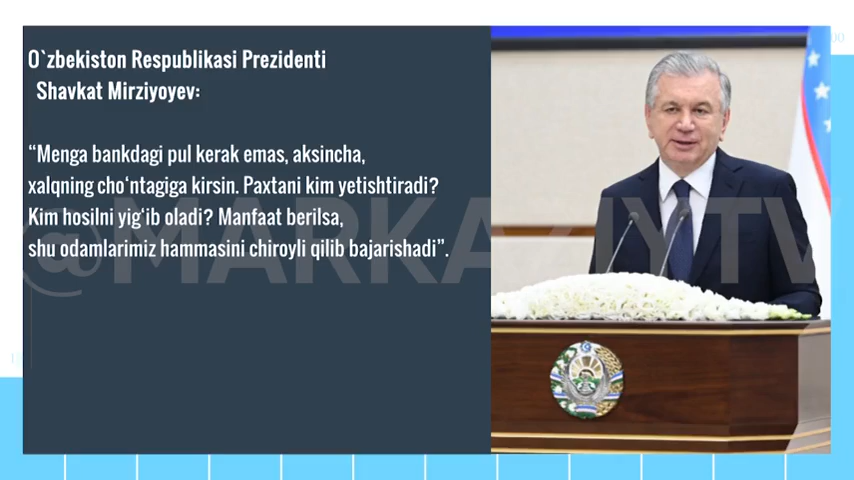 O`zbekiston Respublikasi Prezidenti
Shavkat Mirziyoyev:
“Menga bankdagi pul kerak emas, aksincha,
xalqning cho‘ntagiga kirsin. Paxtani kim yetishtiradi?
Kim hosilni yig‘ib oladi? Manfaat berilsa,
shu odamlarimiz hammasini chiroyli qilib bajarishadi”.
@MARKAZIYTV